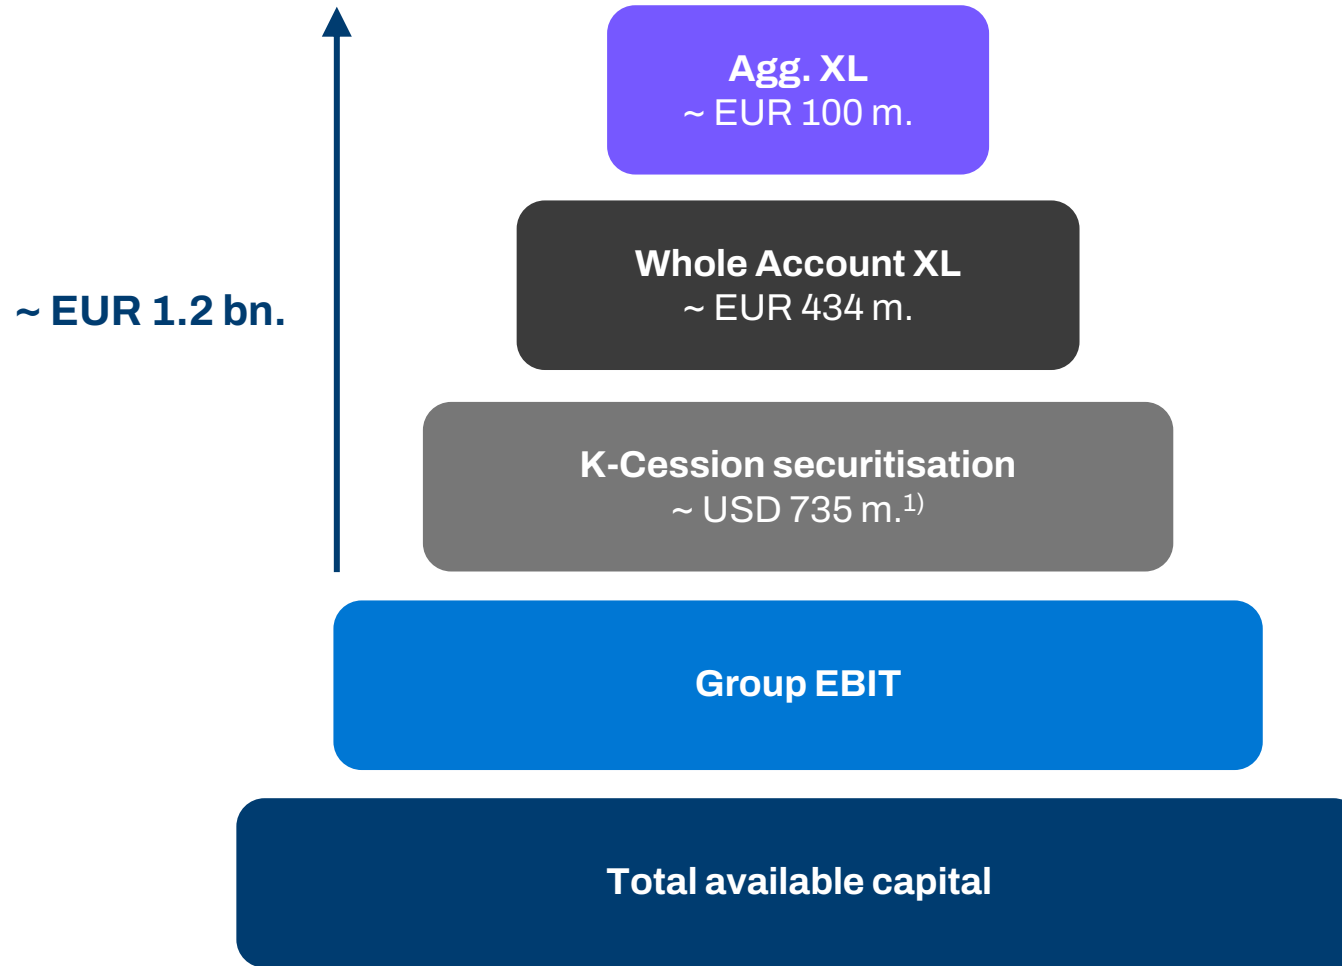 Agg. XL
~ EUR 100 m.
Whole Account XL
~ EUR 434 m.
~ EUR 1.2 bn.
K-Cession securitisation
~ USD 735 m.1)
Group EBIT
Total available capital